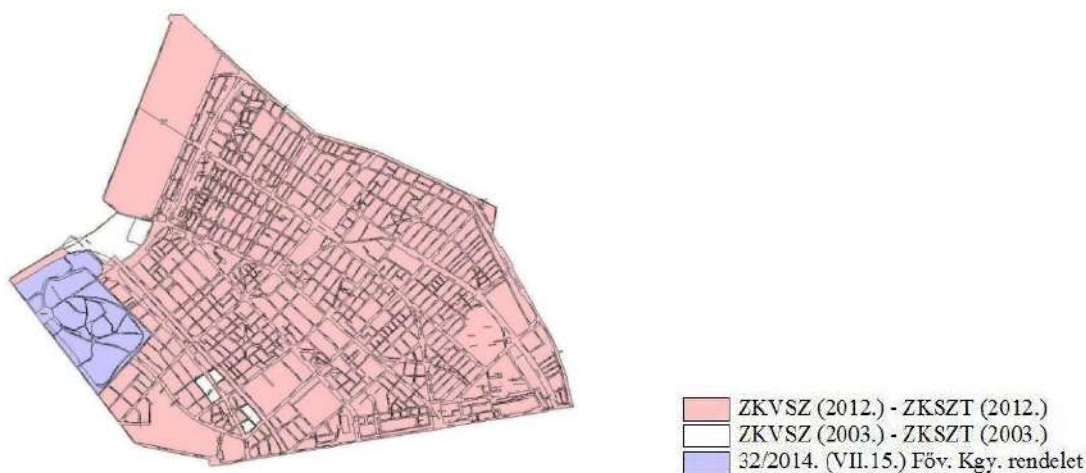 ZKVSZ (2012.) - ZKSZT (2012.)
ZKVSZ (2003.) - ZKSZT (2003.)
32/2014. (VII.15.) Főv. Kgy. rendelet